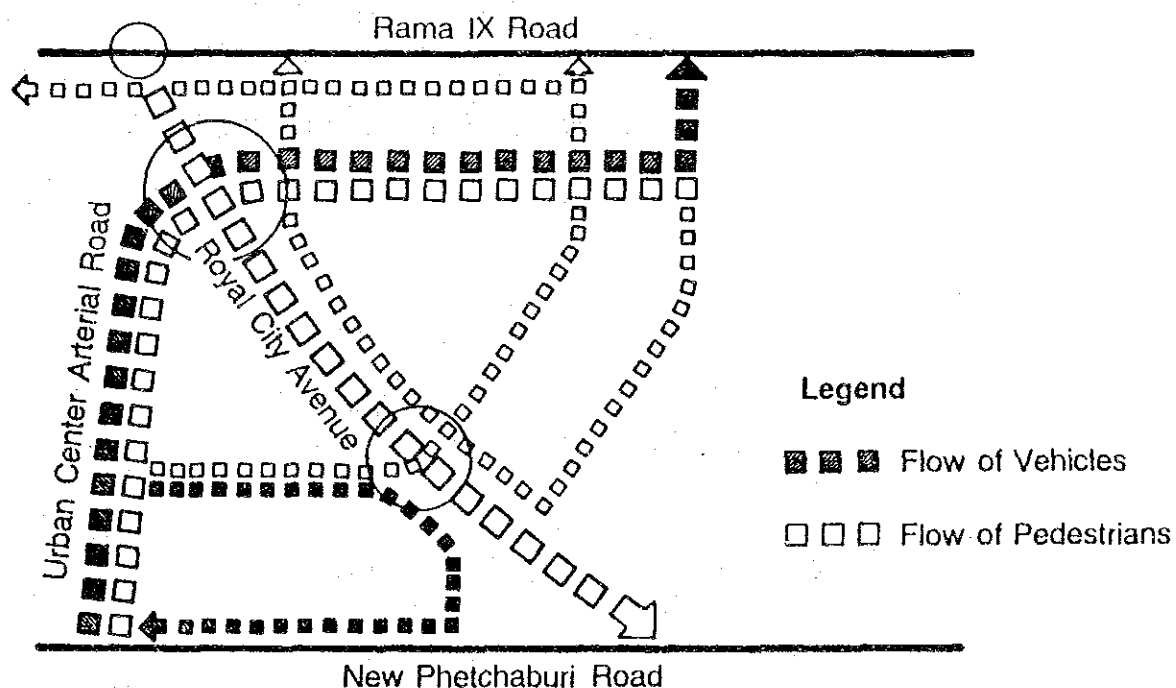 Rama IX Road
Urban Center Arterial Road
Royal City Avenue
Legend
Flow of Vehicles
Flow of Pedestrians
New Phetchaburi Road